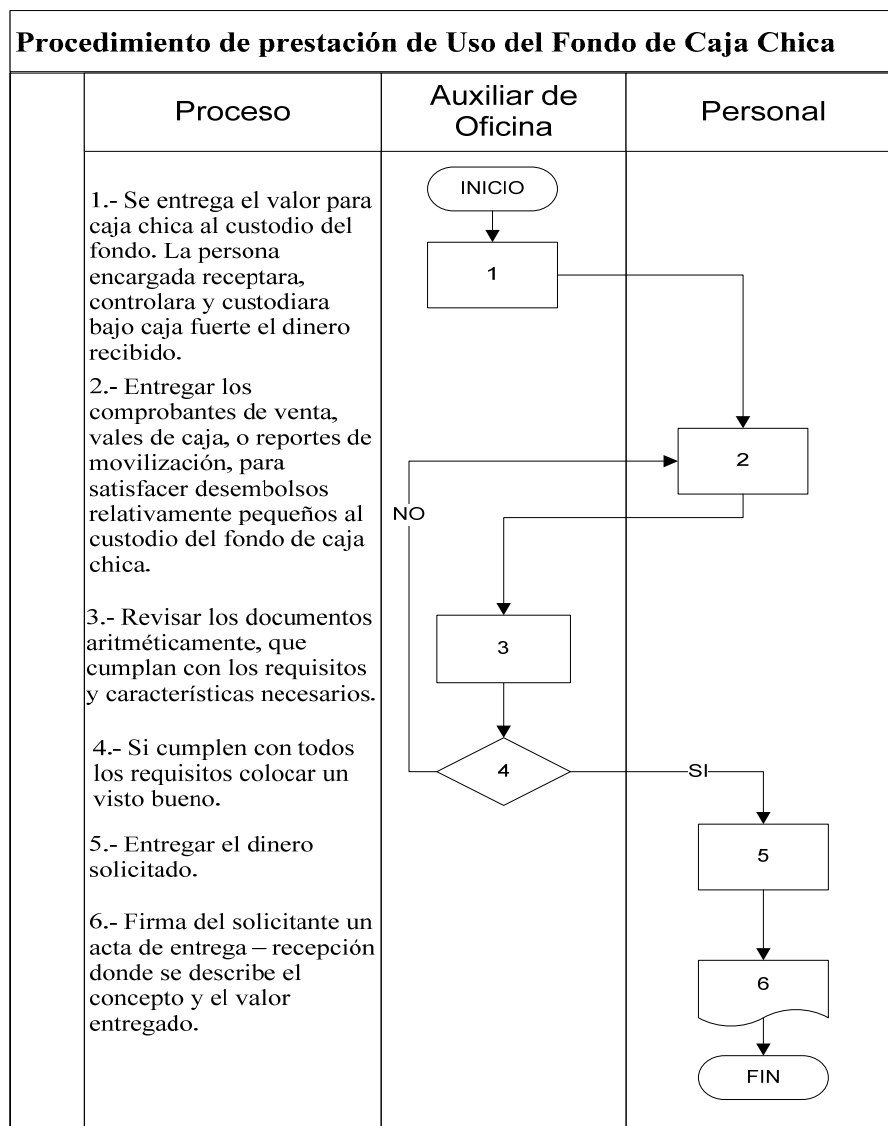 Procedimiento de prestación de Uso del Fondo de Caja Chica
Proceso
Auxiliar de
Oficina
Personal
1.- Se entrega el valor para
caja chica al custodio del
fondo. La persona
encargada receptara,
controlara y custodiara
bajo caja fuerte el dinero
recibido.
2.- Entregar los
comprobantes de venta,
vales de caja, o reportes de
movilización, para
satisfacer desembolsos
relativamente pequeños al
custodio del fondo de caja
chica.
3.- Revisar los documentos
aritméticamente, que
cumplan con los requisitos
y características necesarios.
4.- Si cumplen con todos
los requisitos colocar un
visto bueno.
5.- Entregar el dinero
solicitado.
6.- Firma del solicitante un
acta de entrega – recepción
donde se describe el
concepto y el valor
entregado.
INICIO
1
2
NO
3
4
SI
5
6
FIN